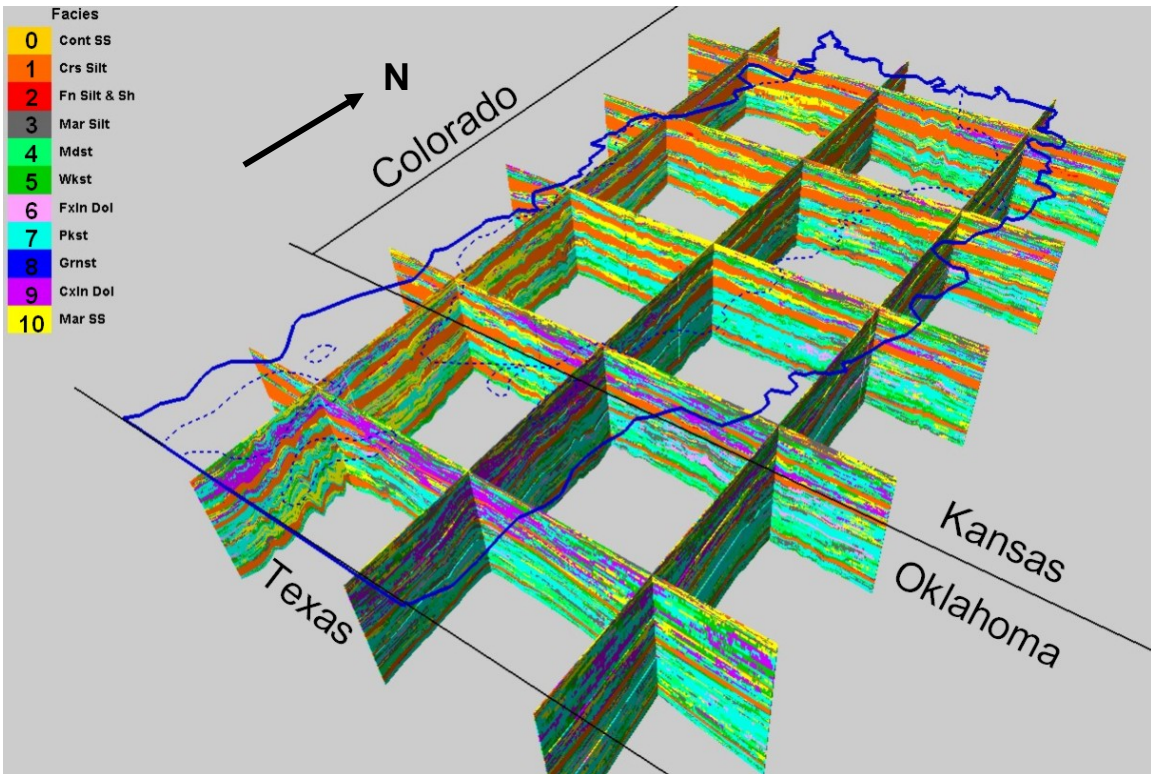 Facies
0 Cont SS
1 Crs Silt
2 Fn Silt & Sh
3 Mar Silt
4 Mdst
5 Wkst
6 Fxln Dol
7 Pkst
8 Grnst
9 Cxln Dol
10 Mar SS
N
Colorado
Kansas
Oklahoma
Texas